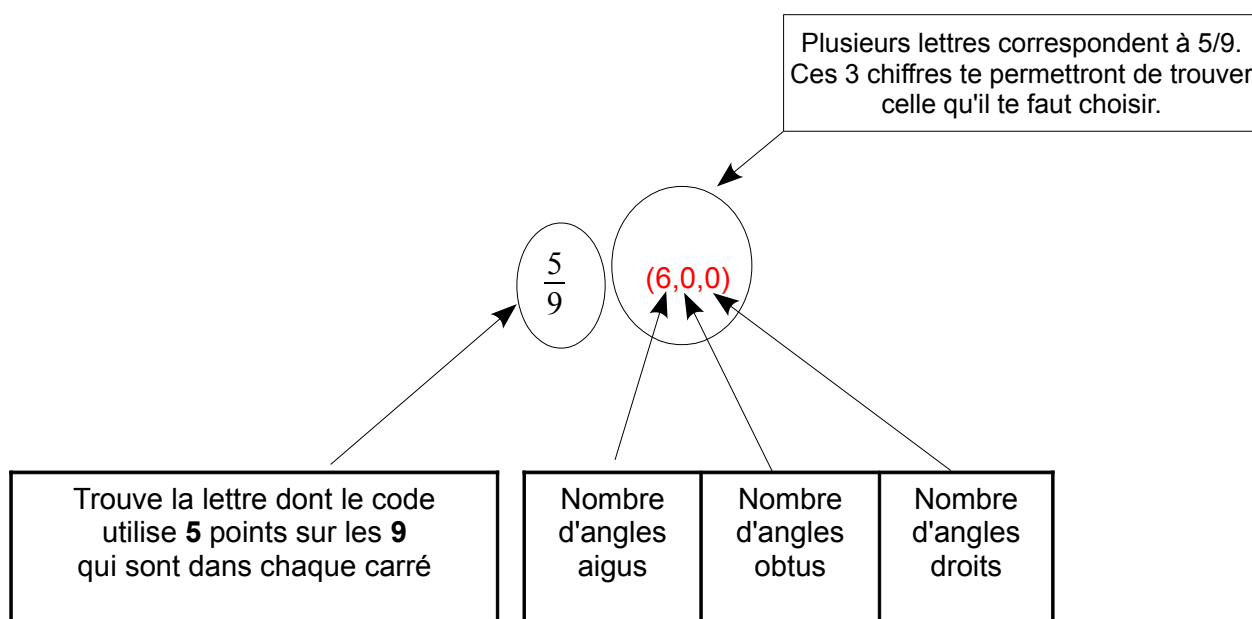 Plusieurs lettres correspondent à 5/9.
Ces 3 chiffres te permettront de trouver
celle qu'il te faut choisir.
5
9
(6,0,0)
Trouve la lettre dont le code
utilise 5 points sur les 9
qui sont dans chaque carré
Nombre
d'angles
aigus
Nombre
d'angles
obtus
Nombre
d'angles
droits